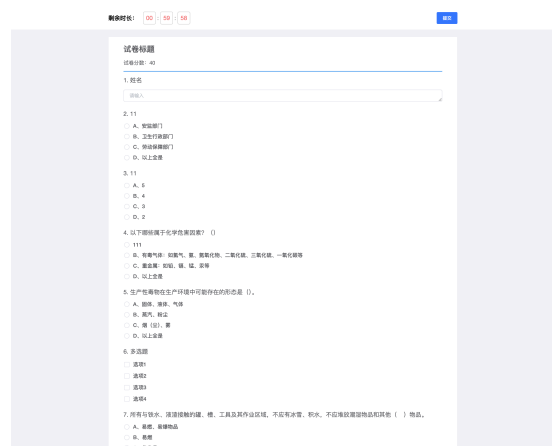 剩余时长： 00 : 59 : 58
提交
试卷标题
试卷分数：40
1. 姓名
请输入
2. 11
A、安监部门
B、卫生行政部门
C、劳动保障部门
D、以上全是
3. 11
A、5
B、4
C、3
D、2
4. 以下哪些属于化学危害因素？（）
111
B、有毒气体：如氯气、氨、氮氧化物、二氧化硫、三氧化硫、一氧化碳等
C、重金属：如铅、镉、锰、汞等
D、以上全是
5. 生产性毒物在生产环境中可能存在的形态是（）。
A、固体、液体、气体
B、蒸汽、粉尘
C、烟（尘）、雾
D、以上全是
6. 多选题
选项1
选项2
选项3
选项4
7. 所有与铁水、液渣接触的罐、槽、工具及其作业区域，不应有冰雪、积水，不应堆放潮湿物品和其他（ ）物品。
A、易燃、易爆物品
B、易燃